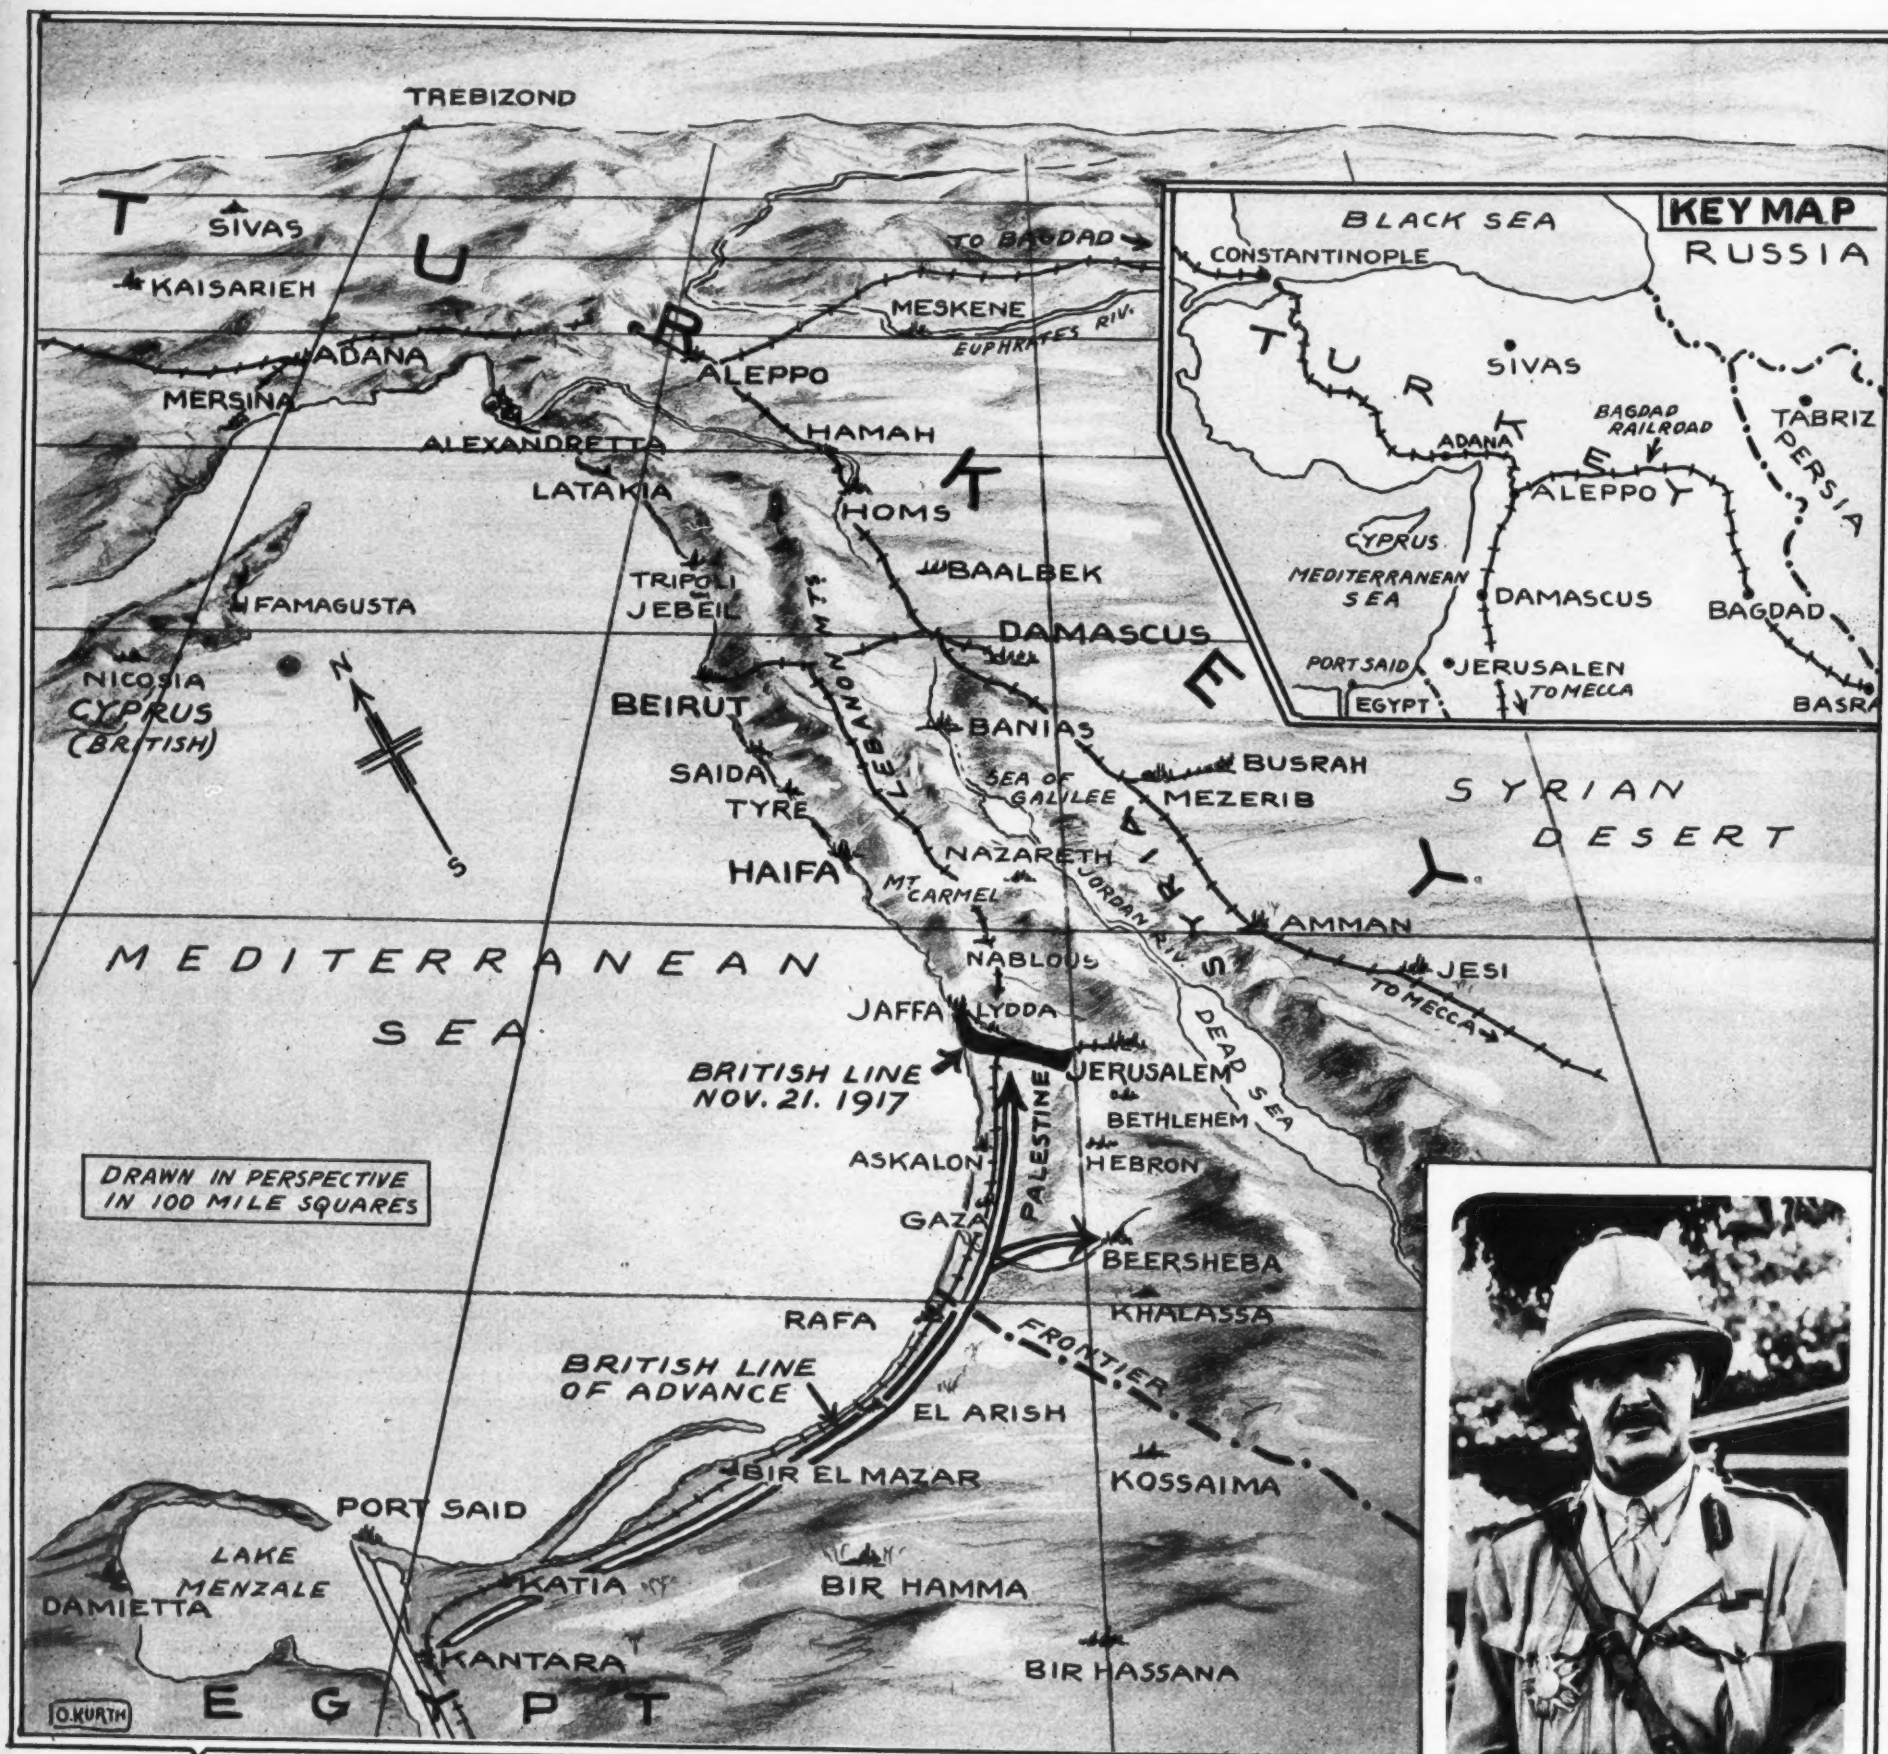 TREBIZOND
TURKEY
SIVAS
KAISARIEH
TO BAGDAD
MESKENE
EUPHRATES RIV.
ADANA
MERSINA
ALEPPO
ALEXANDRETTA
HAMAH
LATAKIA
HOMS
TRIPOLI
JEBEIL
BAALBEK
FAMAGUSTA
NICOSIA
CYPRUS
(BRITISH)
N
S
LEBANON MTS.
DAMASCUS
BEIRUT
BANIAS
SAIDA
TYRE
SEA OF
GALILEE
BUSRAH
MEZERIB
SYRIAN
DESERT
HAIFA
NAZARETH
MT.
CARMEL
JORDAN RIV.
SYRIA
AMMAN
JESI
TO MECCA
MEDITERRANEAN
SEA
NABLOUS
JAFFA
LYDDA
JERUSALEM
DEAD SEA
BRITISH LINE
NOV. 21. 1917
BETHLEHEM
PALESTINE
ASKALON
HEBRON
GAZA
BEERSHEBA
DRAWN IN PERSPECTIVE
IN 100 MILE SQUARES
RAFA
KHALASSA
FRONTIER
BRITISH LINE
OF ADVANCE
EL ARISH
BIR EL MAZAR
KOSSAIMA
PORT SAID
LAKE
MENZALE
DAMIETTA
KATIA
BIR HAMMA
KANTARA
BIR HASSANA
EGYPT
O.KURTH
KEY MAP
BLACK SEA
RUSSIA
CONSTANTINOPLE
TURKEY
SIVAS
TABRIZ
BAGDAD
RAILROAD
PERSIA
ADANA
ALEPPO
CYPRUS
MEDITERRANEAN
SEA
DAMASCUS
BAGDAD
PORT SAID
JERUSALEN
TO MECCA
EGYPT
BASRA